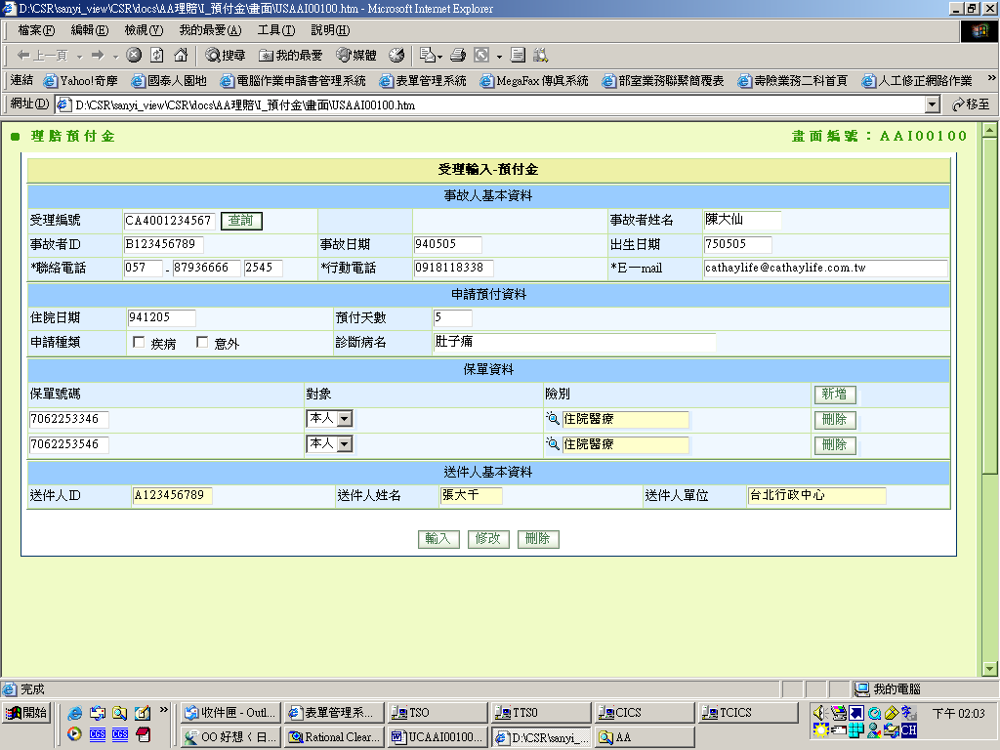 D:\CSR\sanyi_view\CSR\docs\AA理賠\I_預付金\畫面\USAAI00100.htm - Microsoft Internet Explorer
檔案(F) 編輯(E) 檢視(V) 我的最愛(A) 工具(T) 說明(H)
上一頁 搜尋 我的最愛 媒體
連結 Yahoo!奇摩 國泰人園地 電腦作業申請書管理系統 表單管理系統 MegaFax 傳真系統 部室業務聯繫簡覆表 壽險業務二科首頁 人工修正網路作業 »
網址(D) D:\CSR\sanyi_view\CSR\docs\AA理賠\I_預付金\畫面\USAAI00100.htm 移至
理賠預付金 畫面編號：AAI00100
受理輸入-預付金
事故人基本資料
受理編號 CA4001234567 查詢 事故者姓名 陳大仙
事故者ID B123456789 事故日期 940505 出生日期 750505
*聯絡電話 057 - 87936666 2545 *行動電話 0918118338 *E－mail cathaylife@cathaylife.com.tw
申請預付資料
住院日期 941205 預付天數 5
申請種類 疾病 意外 診斷病名 肚子痛
保單資料
保單號碼 對象 險別 新增
7062253346 本人 住院醫療 刪除
7062253546 本人 住院醫療 刪除
送件人基本資料
送件人ID A123456789 送件人姓名 張大千 送件人單位 台北行政中心
輸入 修改 刪除
完成 我的電腦
開始 » 收件匣 - Outl... 表單管理系... TSO TTS0 CICS TCICS 下午 02:03
CGS CGS OO 好想ㄑ日... Rational Clear... UCAAI00100... D:\CSR\sanyi_... AA CH